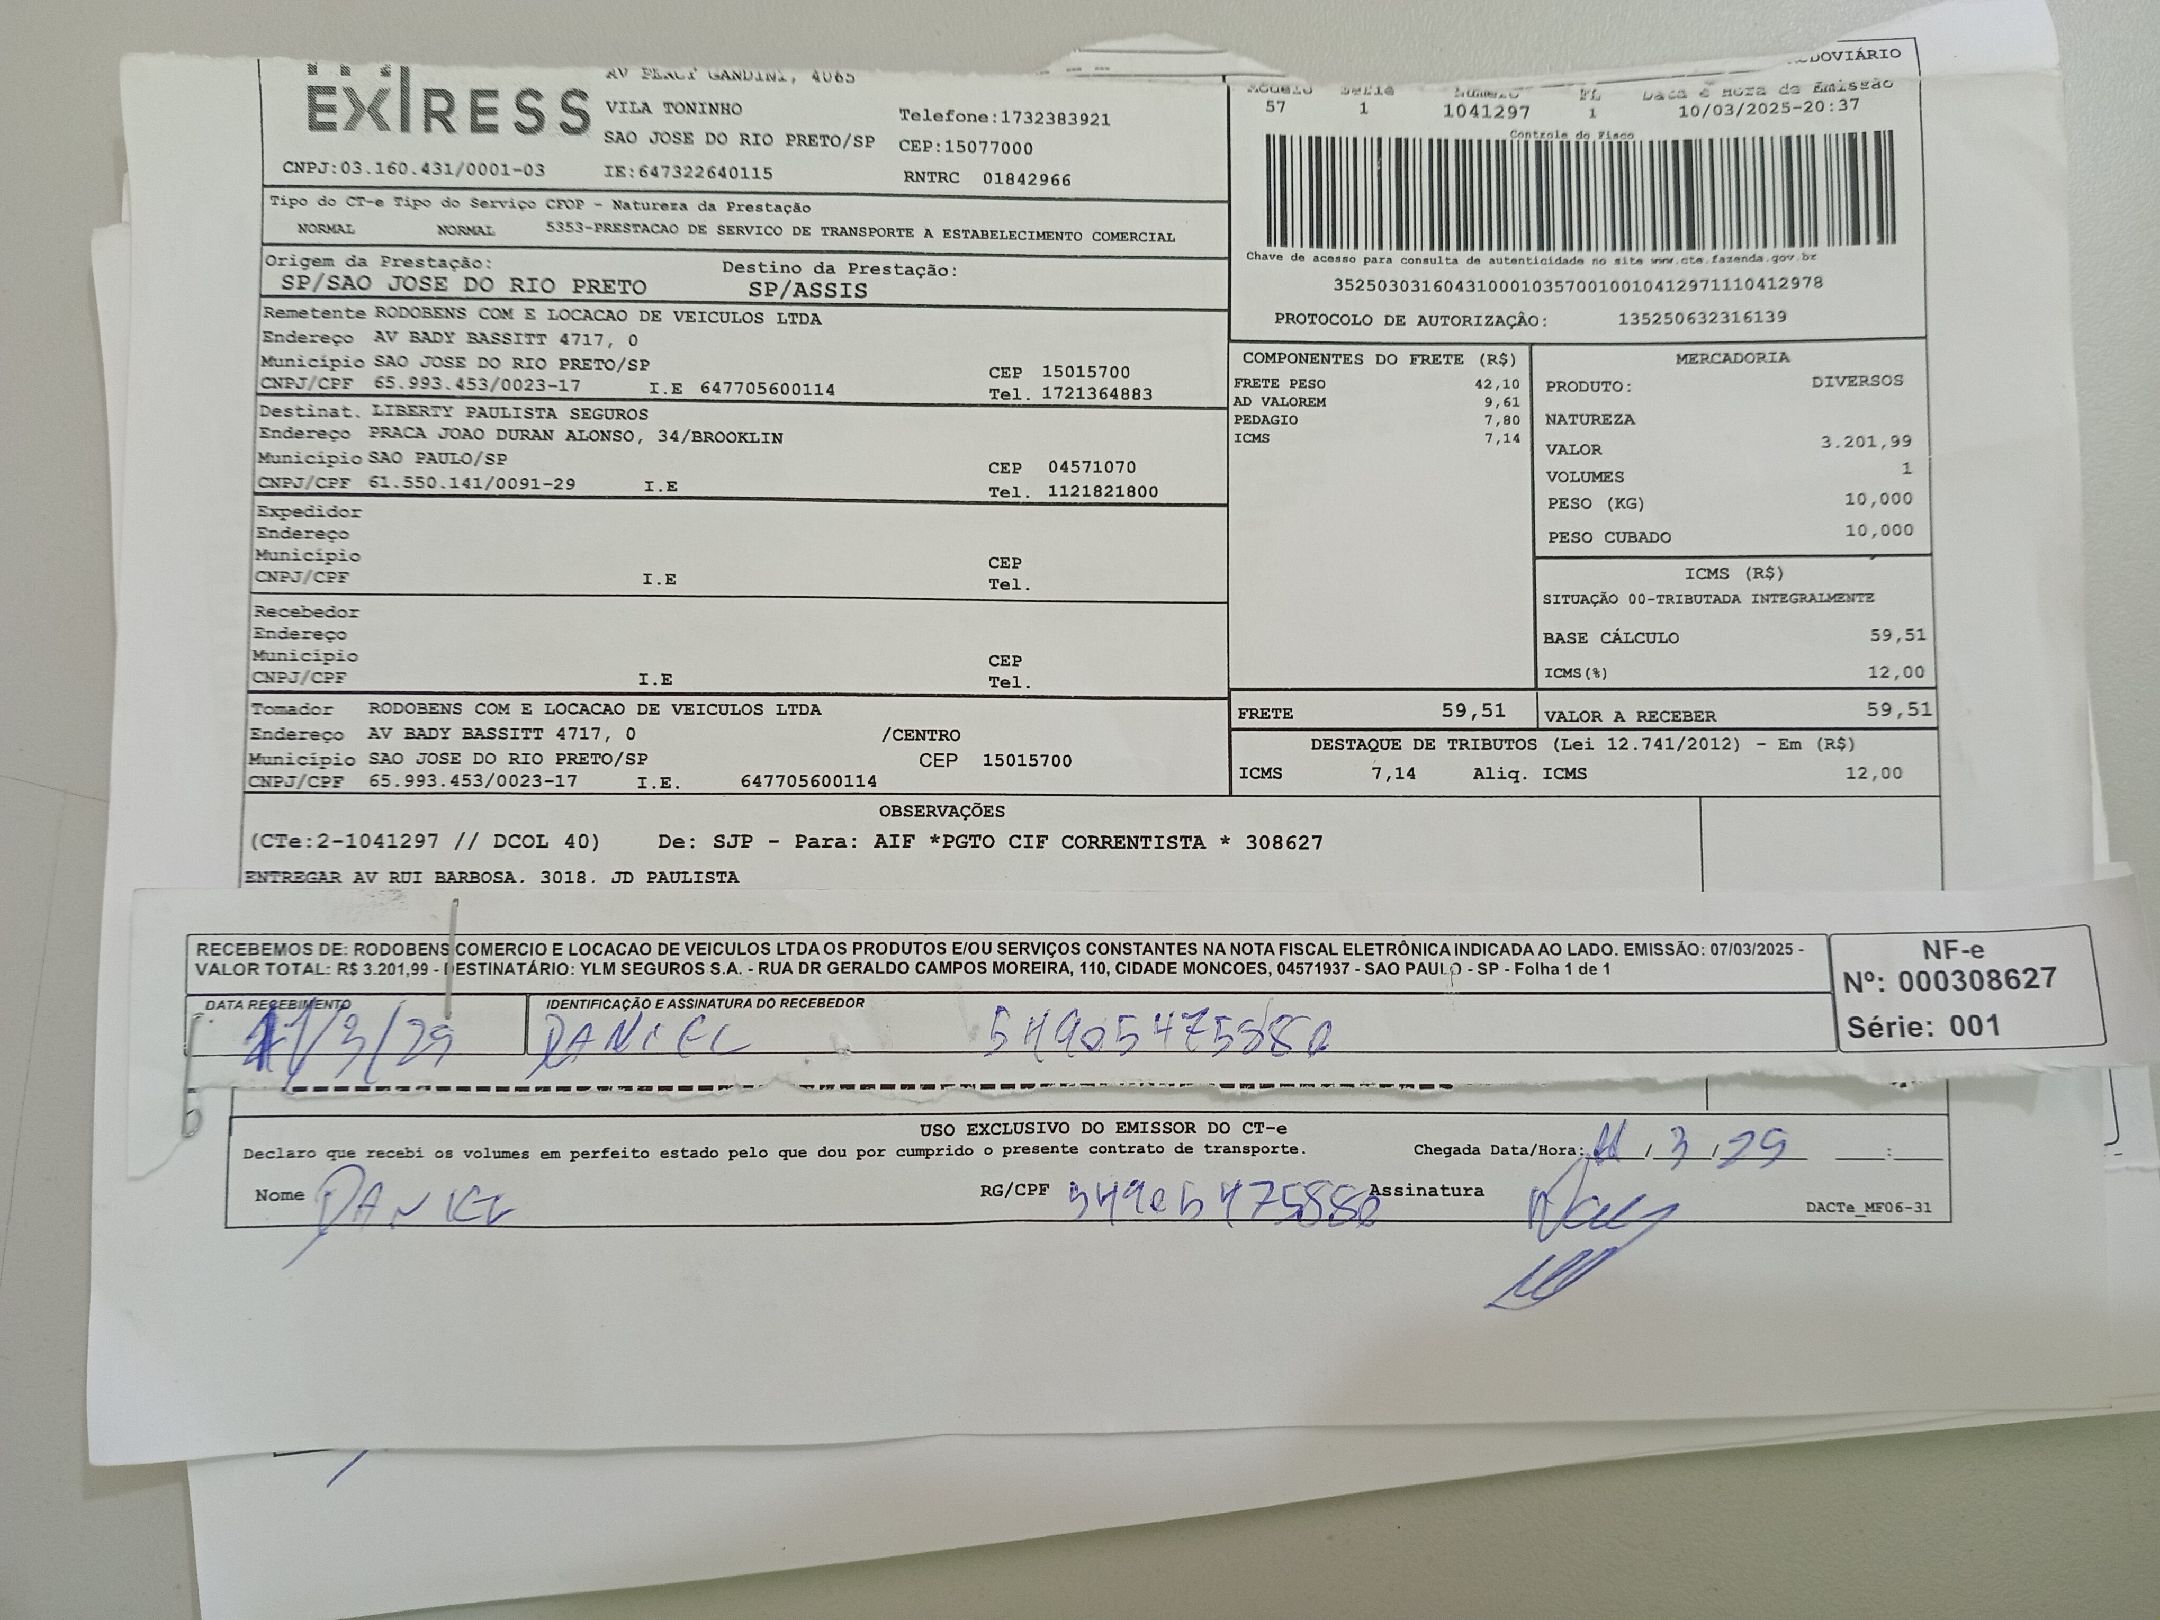 DOVIÁRIO
EXPRESS
VILA TONINHO
SAO JOSE DO RIO PRETO/SP
Telefone:1732383921
CEP:15077000
CNPJ:03.160.431/0001-03 IE:647322640115 RNTRC 01842966
Modelo Série Número FL Data e Hora de Emissão
57 1 1041297 1 10/03/2025-20:37
Controle do Fisco
Chave de acesso para consulta de autenticidade no site www.cte.fazenda.gov.br
35250303160431000103570010010412971110412978
PROTOCOLO DE AUTORIZAÇÃO: 135250632316139
Tipo do CT-e Tipo do Serviço CFOP - Natureza da Prestação
NORMAL NORMAL 5353-PRESTACAO DE SERVICO DE TRANSPORTE A ESTABELECIMENTO COMERCIAL
Origem da Prestação: Destino da Prestação:
SP/SAO JOSE DO RIO PRETO SP/ASSIS
Remetente RODOBENS COM E LOCACAO DE VEICULOS LTDA
Endereço AV BADY BASSITT 4717, 0
Município SAO JOSE DO RIO PRETO/SP CEP 15015700
CNPJ/CPF 65.993.453/0023-17 I.E 647705600114 Tel. 1721364883
Destinat. LIBERTY PAULISTA SEGUROS
Endereço PRACA JOAO DURAN ALONSO, 34/BROOKLIN
Município SAO PAULO/SP CEP 04571070
CNPJ/CPF 61.550.141/0091-29 I.E Tel. 1121821800
Expedidor
Endereço
Município CEP
CNPJ/CPF I.E Tel.
Recebedor
Endereço
Município CEP
CNPJ/CPF I.E Tel.
Tomador RODOBENS COM E LOCACAO DE VEICULOS LTDA
Endereço AV BADY BASSITT 4717, 0 /CENTRO
Município SAO JOSE DO RIO PRETO/SP CEP 15015700
CNPJ/CPF 65.993.453/0023-17 I.E. 647705600114
COMPONENTES DO FRETE (R$)
FRETE PESO 42,10
AD VALOREM 9,61
PEDAGIO 7,80
ICMS 7,14
MERCADORIA
PRODUTO: DIVERSOS
NATUREZA
VALOR 3.201,99
VOLUMES 1
PESO (KG) 10,000
PESO CUBADO 10,000
ICMS (R$)
SITUAÇÃO 00-TRIBUTADA INTEGRALMENTE
BASE CÁLCULO 59,51
ICMS(%) 12,00
FRETE 59,51 VALOR A RECEBER 59,51
DESTAQUE DE TRIBUTOS (Lei 12.741/2012) - Em (R$)
ICMS 7,14 Aliq. ICMS 12,00
OBSERVAÇÕES
(CTe:2-1041297 // DCOL 40) De: SJP - Para: AIF *PGTO CIF CORRENTISTA * 308627
ENTREGAR AV RUI BARBOSA. 3018. JD PAULISTA
RECEBEMOS DE: RODOBENS COMERCIO E LOCACAO DE VEICULOS LTDA OS PRODUTOS E/OU SERVIÇOS CONSTANTES NA NOTA FISCAL ELETRÔNICA INDICADA AO LADO. EMISSÃO: 07/03/2025 -
VALOR TOTAL: R$ 3.201,99 - DESTINATÁRIO: YLM SEGUROS S.A. - RUA DR GERALDO CAMPOS MOREIRA, 110, CIDADE MONCOES, 04571937 - SAO PAULO - SP - Folha 1 de 1
NF-e
Nº: 000308627
Série: 001
DATA RECEBIMENTO IDENTIFICAÇÃO E ASSINATURA DO RECEBEDOR
11/3/25 DANIEL 54905475880
USO EXCLUSIVO DO EMISSOR DO CT-e
Declaro que recebi os volumes em perfeito estado pelo que dou por cumprido o presente contrato de transporte. Chegada Data/Hora: 11/3/25 :
Nome DANIEL RG/CPF 54905475880 Assinatura
DACTe_MF06-31